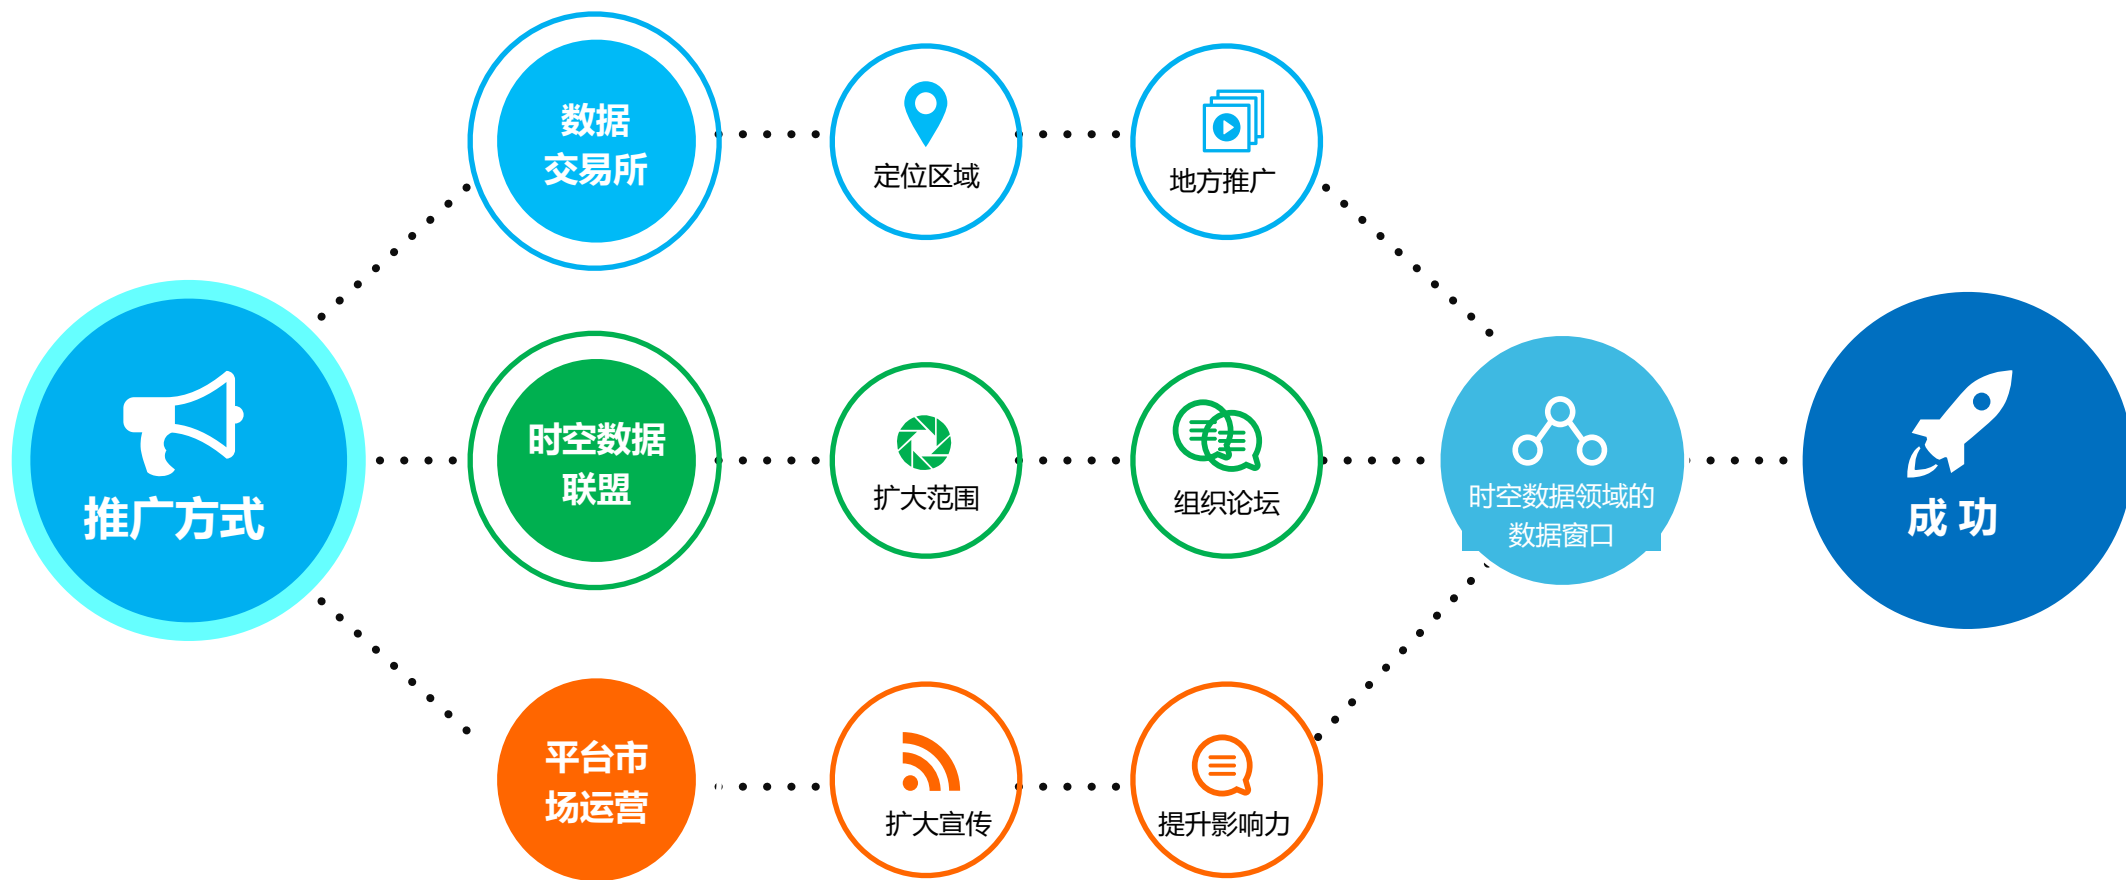 推广方式
数据
交易所
定位区域
地方推广
时空数据
联盟
扩大范围
组织论坛
平台市
场运营
扩大宣传
提升影响力
时空数据领域的
数据窗口
成功